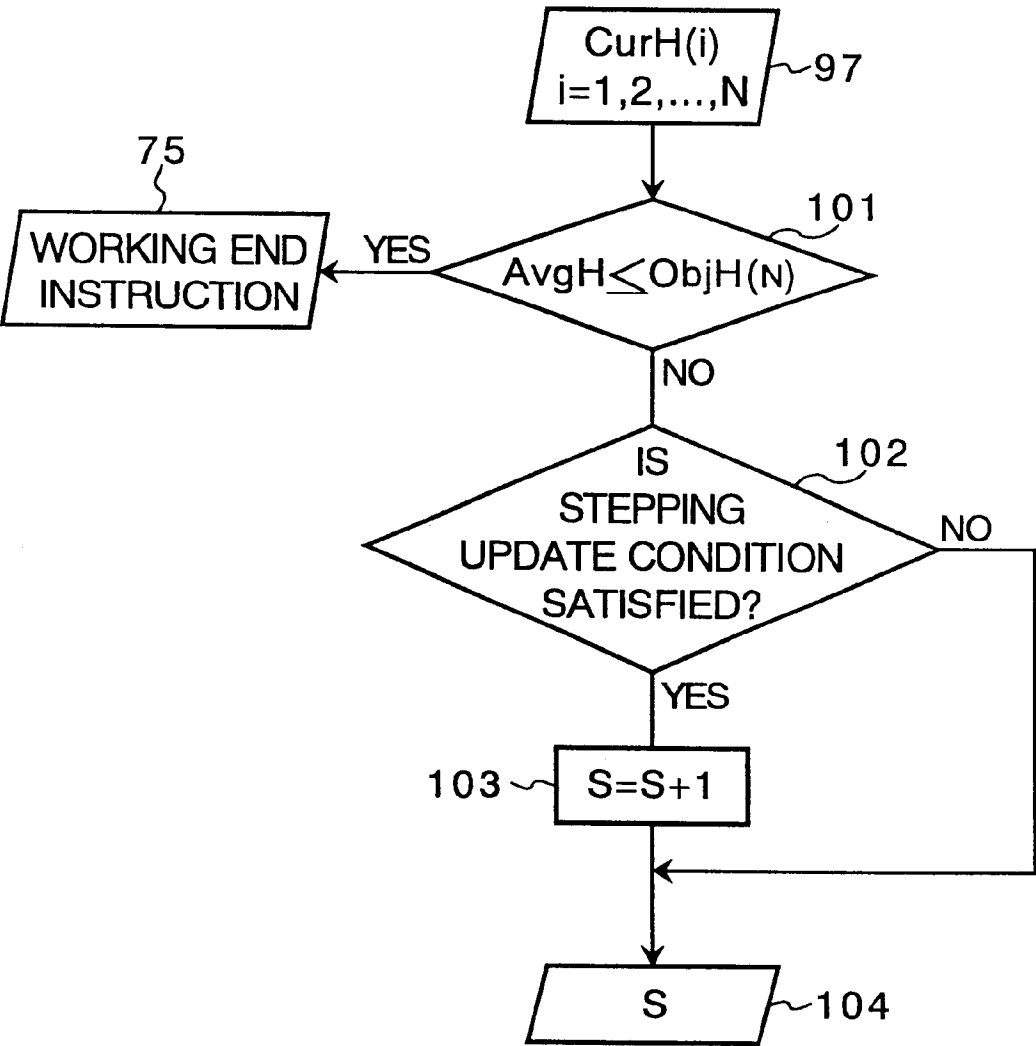 CurH(i)
i=1,2,...,N
97
75
101
WORKING END
INSTRUCTION
YES
AvgH≦ObjH(N)
NO
102
IS
STEPPING
UPDATE CONDITION
SATISFIED?
NO
YES
103
S=S+1
S
104